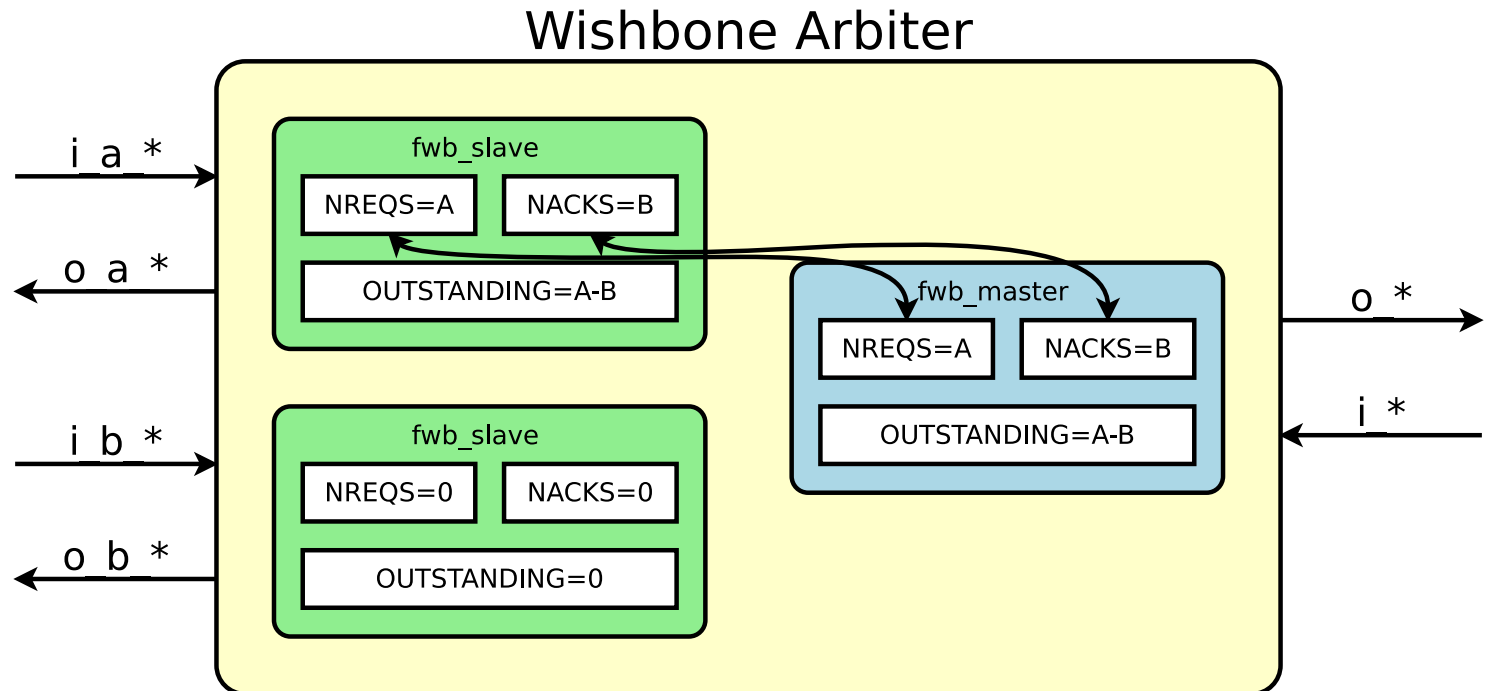 Wishbone Arbiter
i_a_*
o_a_*
i_b_*
o_b_*
fwb_slave
NREQS=A
NACKS=B
OUTSTANDING=A-B
fwb_slave
NREQS=0
NACKS=0
OUTSTANDING=0
fwb_master
NREQS=A
NACKS=B
OUTSTANDING=A-B
o_*
i_*